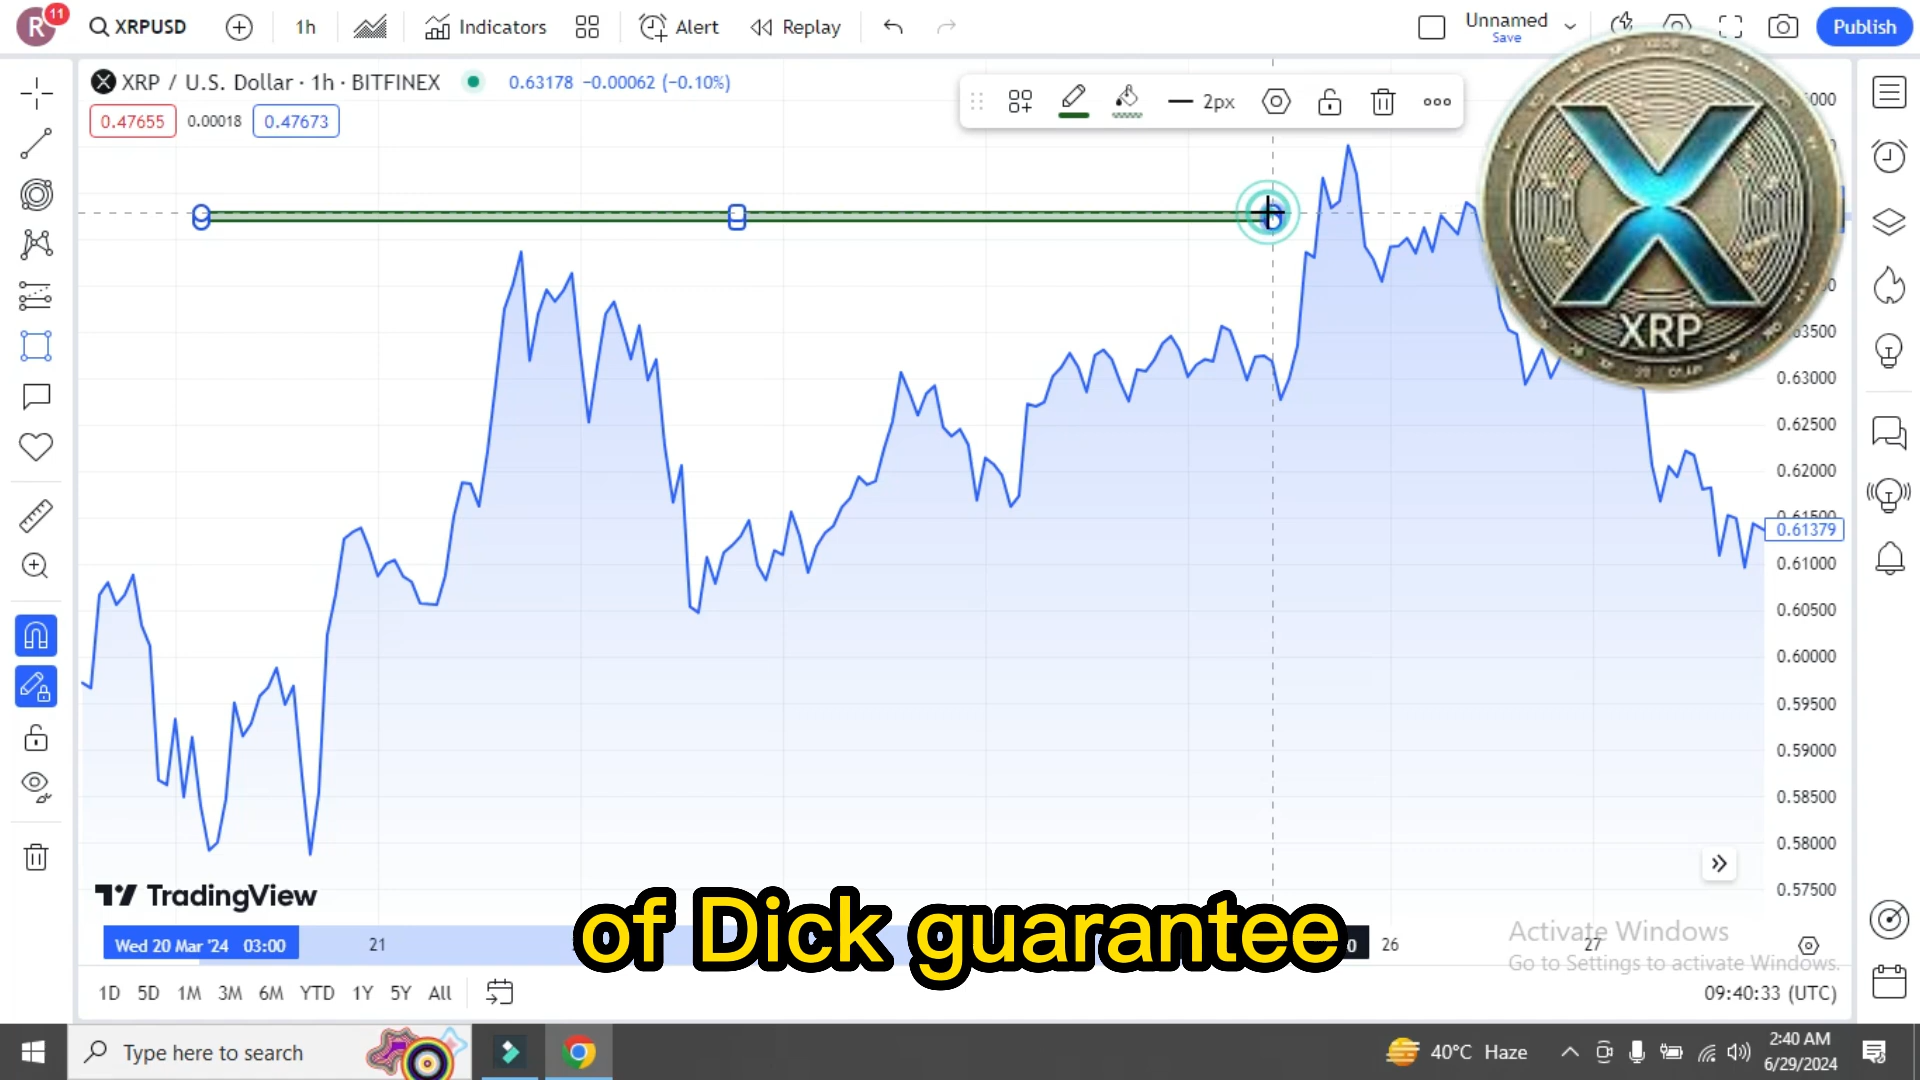 R 11 XRPUSD 1h Indicators Alert Replay Unnamed Save Publish
XRP / U.S. Dollar · 1h · BITFINEX 0.63178 −0.00062 (−0.10%)
0.47655 0.00018 0.47673
2px
XRP
0.63000
0.62500
0.62000
0.61379
0.61000
0.60500
0.60000
0.59500
0.59000
0.58500
0.58000
0.57500
TradingView
of Dick guarantee
Wed 20 Mar '24 03:00 21 26 27
Activate Windows
Go to Settings to activate Windows.
1D 5D 1M 3M 6M YTD 1Y 5Y All
09:40:33 (UTC)
Type here to search
40°C Haze
2:40 AM
6/29/2024